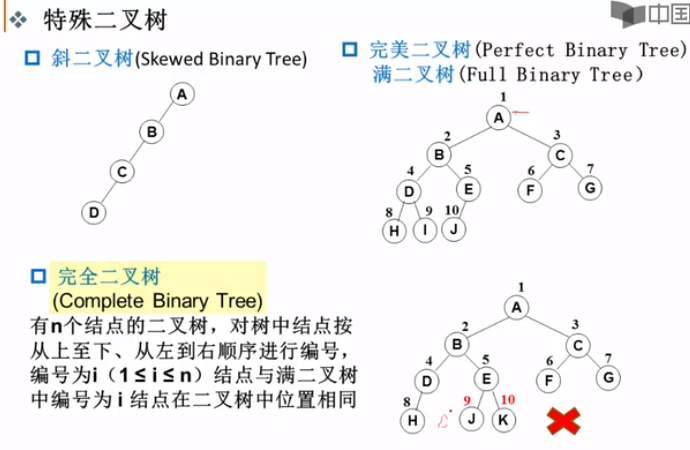 中国
特殊二叉树
斜二叉树(Skewed Binary Tree)
A
B
C
D
完美二叉树(Perfect Binary Tree)
满二叉树(Full Binary Tree)
1
A
2 3
B C
4 5 6 7
D E F G
8 9 10
H I J
完全二叉树
(Complete Binary Tree)
有n个结点的二叉树，对树中结点按
从上至下、从左到右顺序进行编号，
编号为i（1≤i≤n）结点与满二叉树
中编号为 i 结点在二叉树中位置相同
1
A
2 3
B C
4 5 6 7
D E F G
8 9 10
H J K